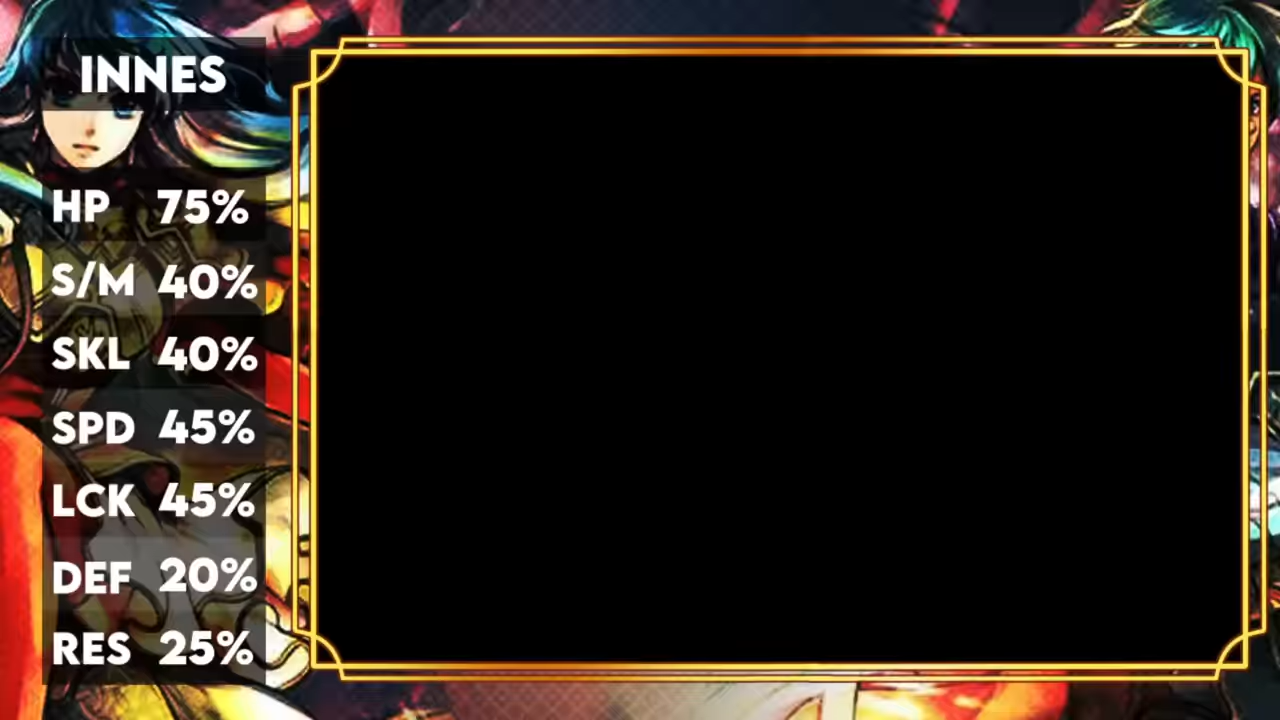 INNES
HP 75%
S/M 40%
SKL 40%
SPD 45%
LCK 45%
DEF 20%
RES 25%